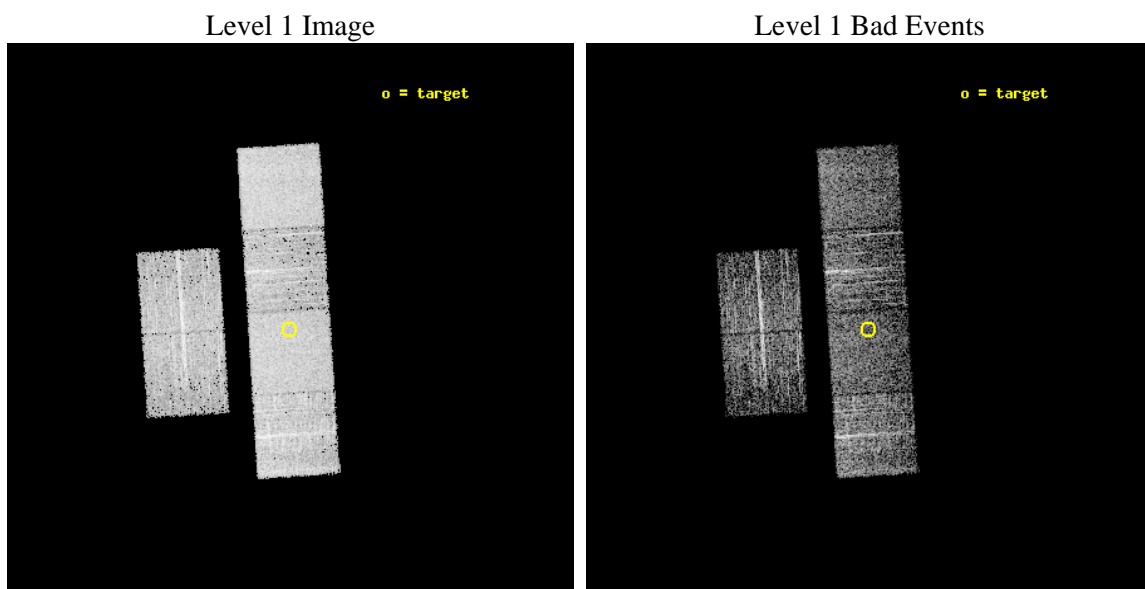 Level 1 Image
Level 1 Bad Events
o = target
o = target